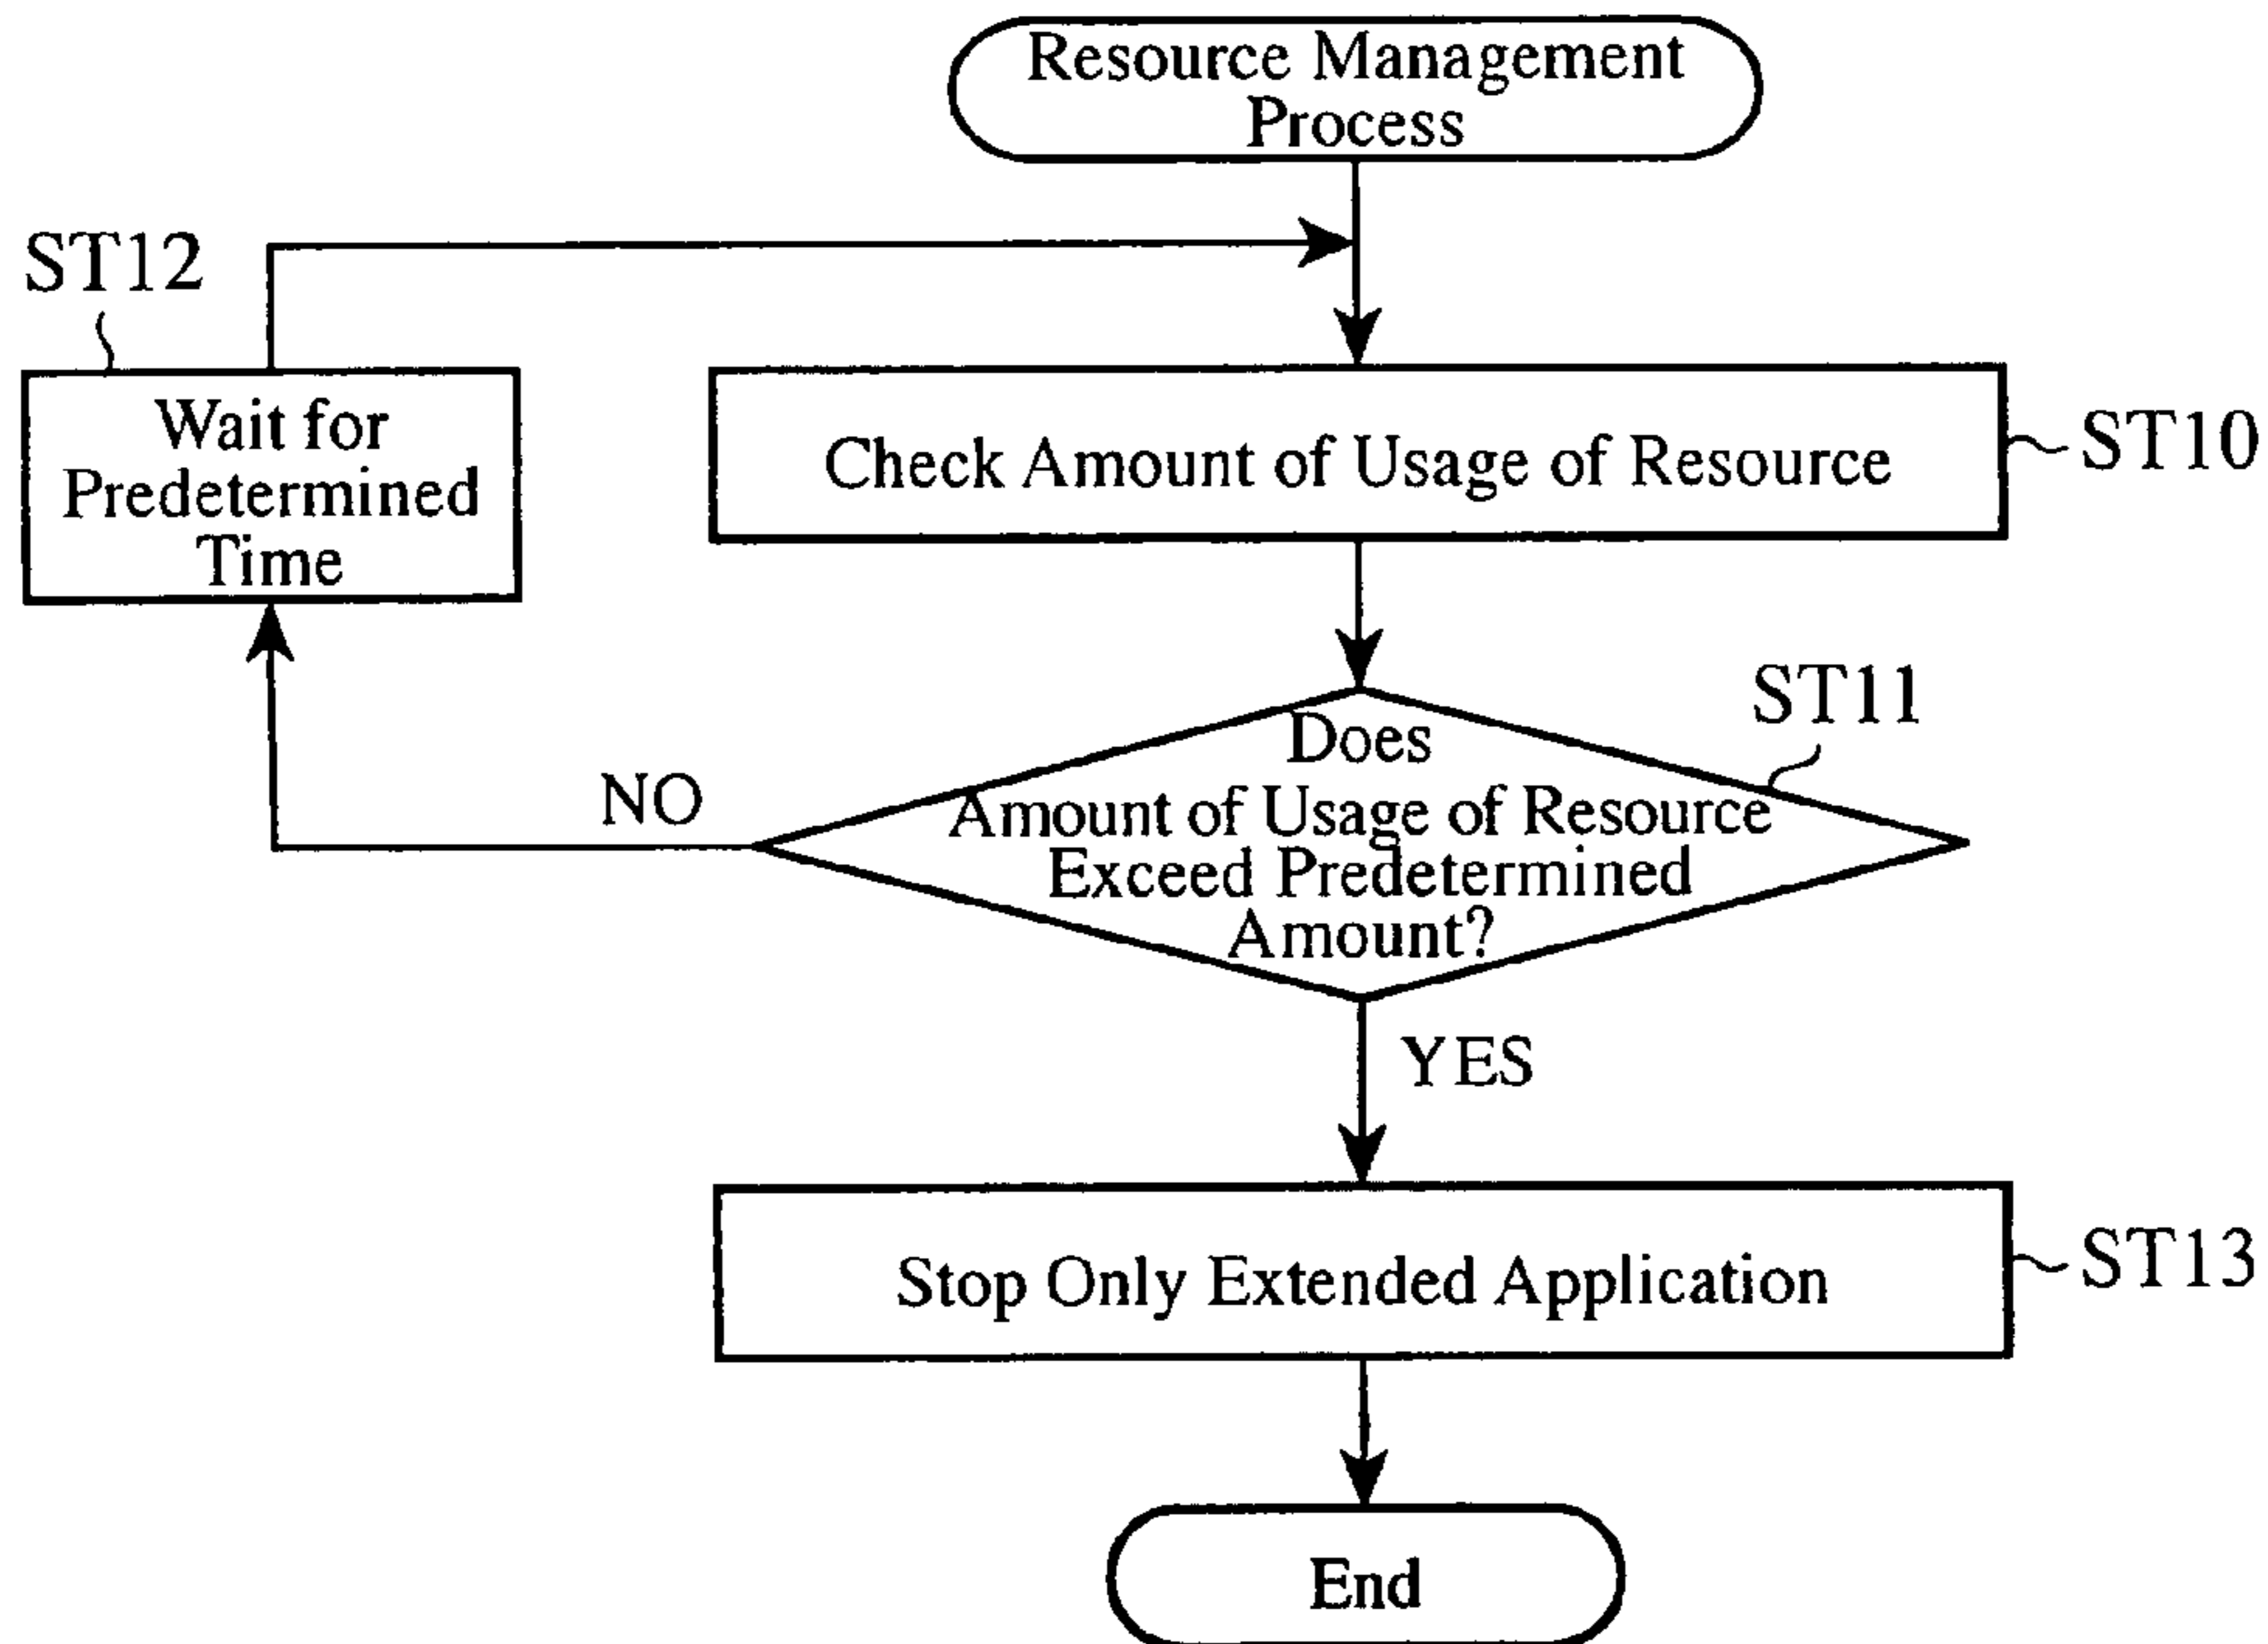 Resource Management
Process
ST12
Wait for
Predetermined
Time
Check Amount of Usage of Resource
ST10
ST11
Does
Amount of Usage of Resource
Exceed Predetermined
Amount?
NO
YES
Stop Only Extended Application
ST13
End